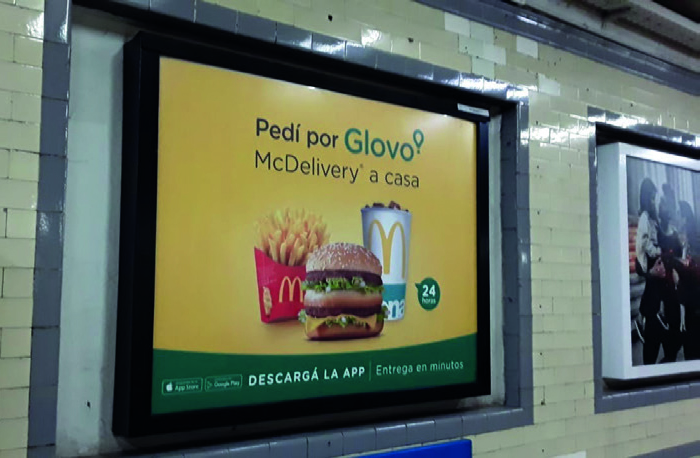 Pedí por Glovo
McDelivery® a casa
24
horas
App Store
Google Play
DESCARGÁ LA APP
Entrega en minutos